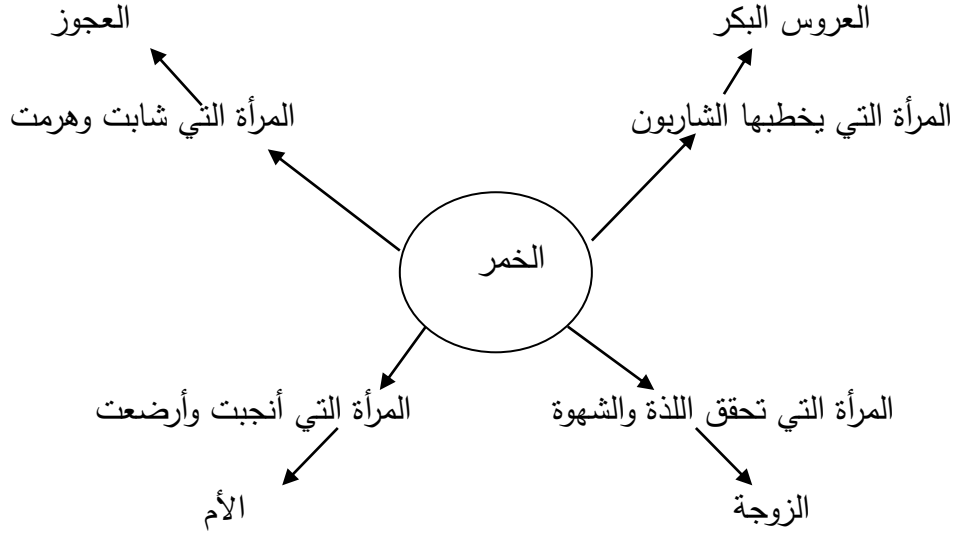 العروس البكر
العجوز
المرأة التي يخطبها الشاربون
المرأة التي شابت وهرمت
الخمر
المرأة التي تحقق اللذة والشهوة
المرأة التي أنجبت وأرضعت
الزوجة
الأم